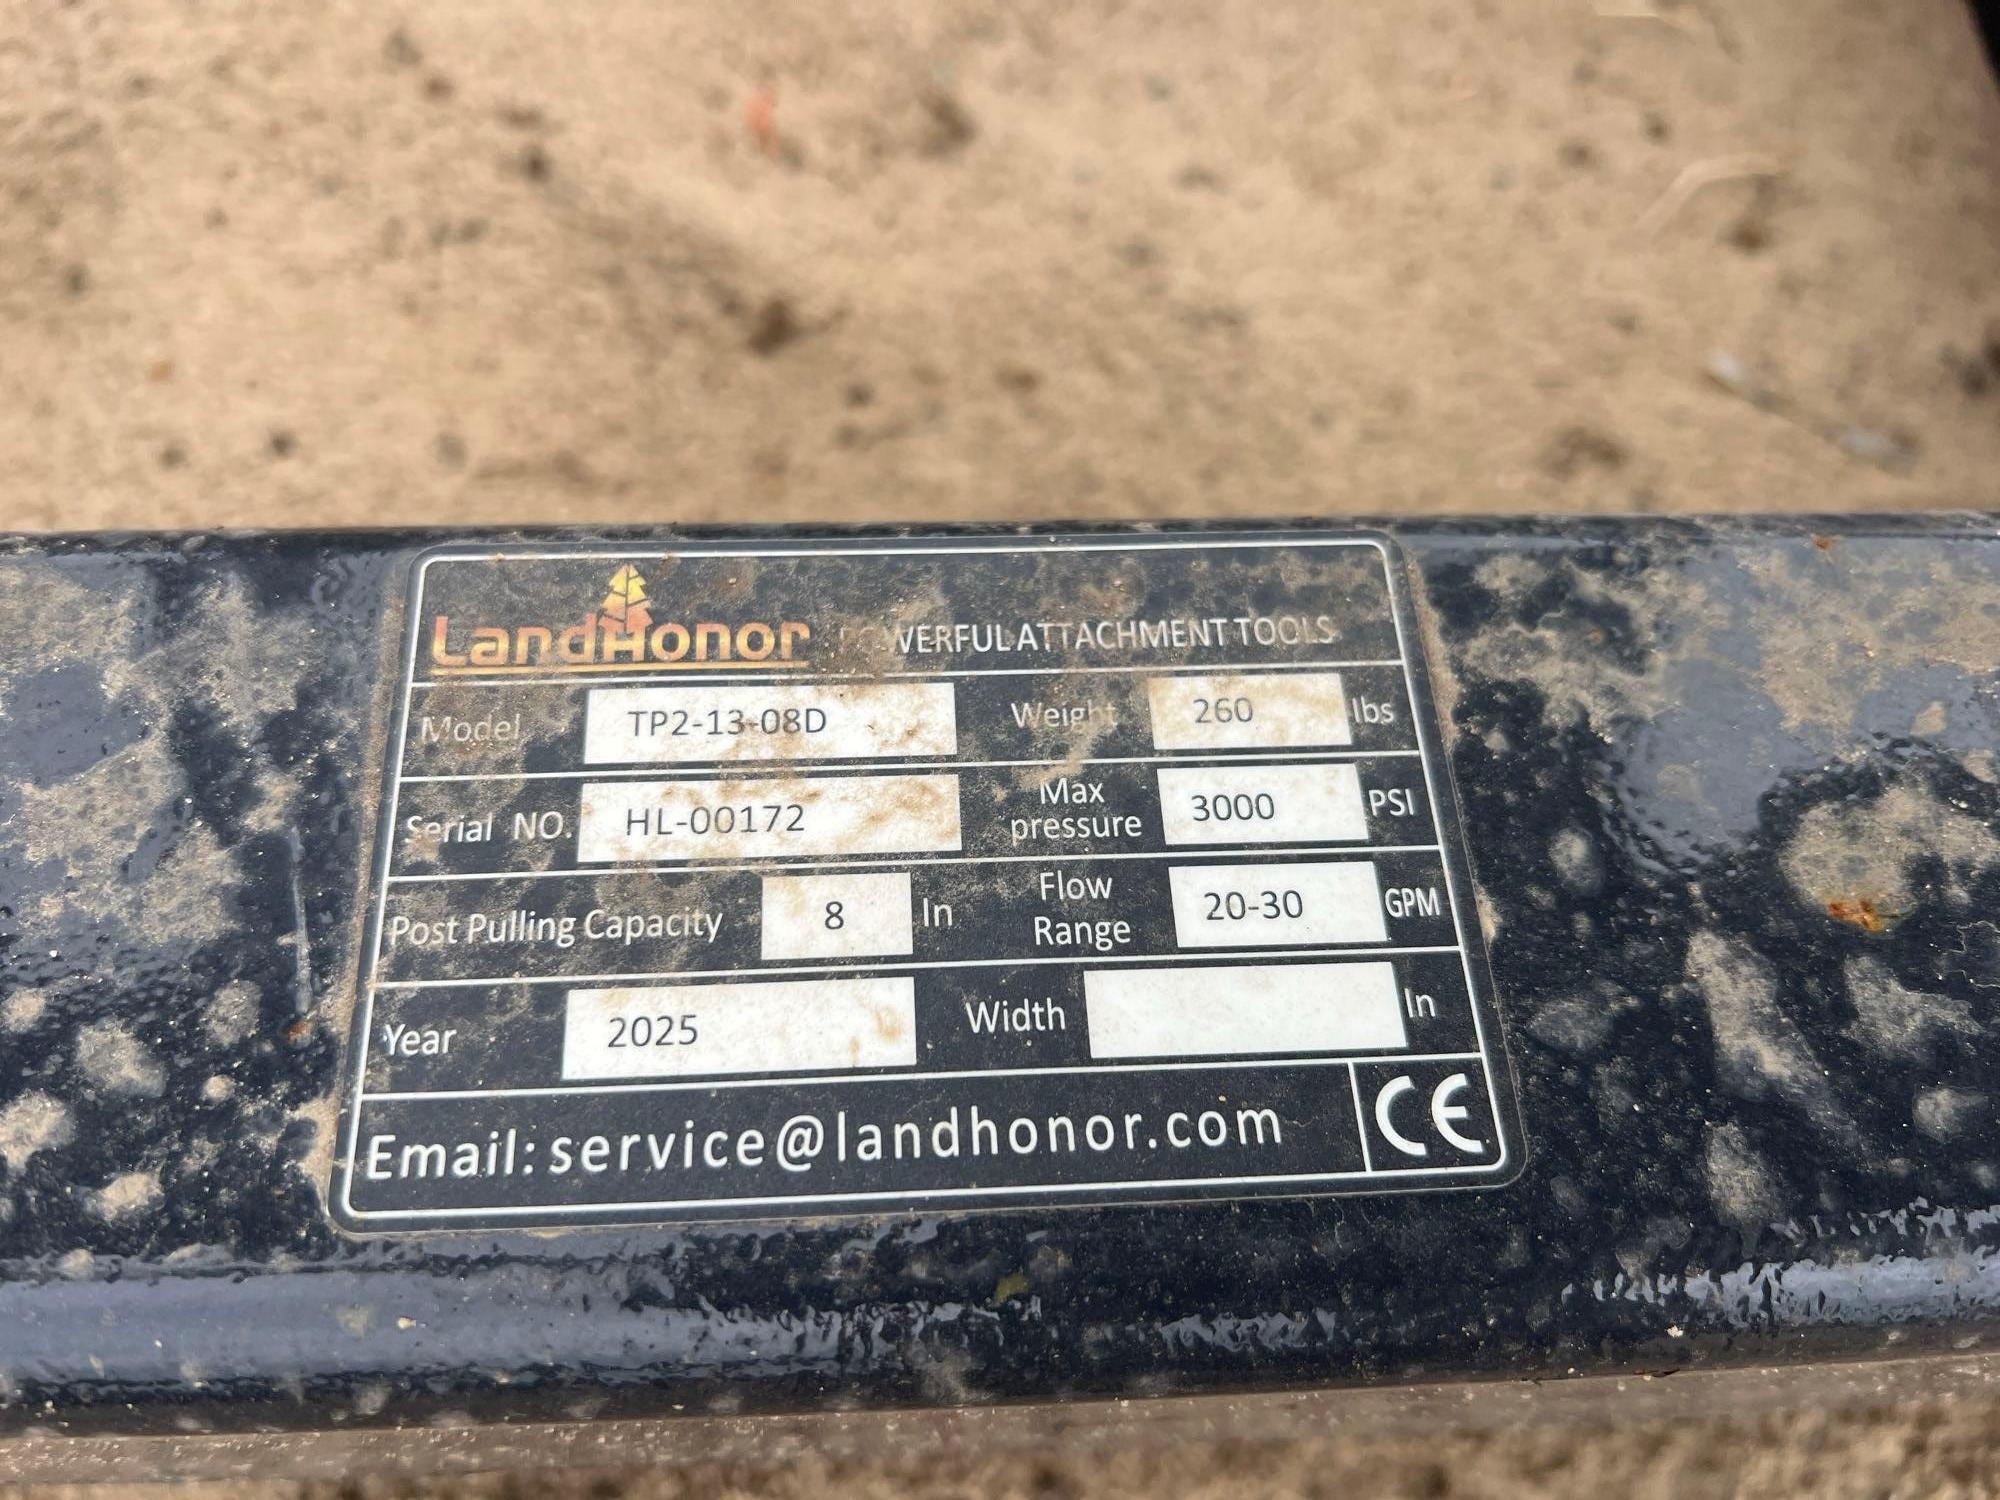 LandHonor POWERFUL ATTACHMENT TOOLS
Model TP2-13-08D Weight 260 lbs
Serial NO. HL-00172 Max pressure 3000 PSI
Post Pulling Capacity 8 In Flow Range 20-30 GPM
Year 2025 Width In
Email: service@landhonor.com CE